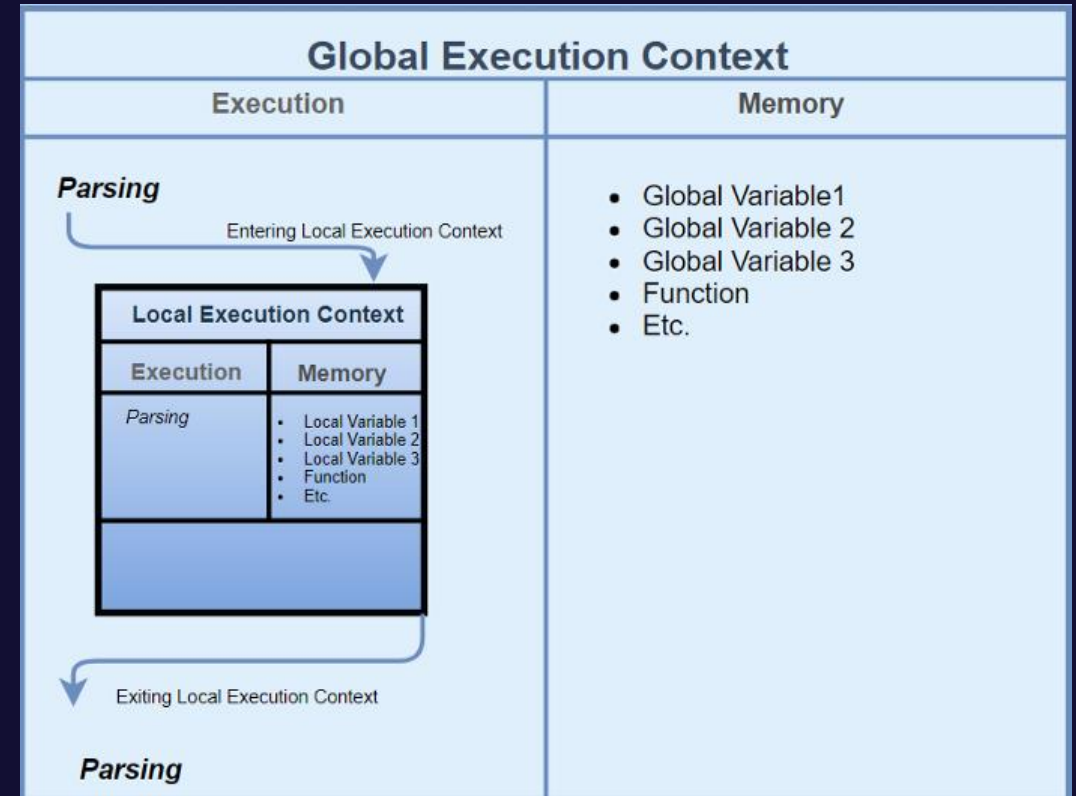 Global Execution Context
Execution
Memory
Parsing
Entering Local Execution Context
Local Execution Context
Execution
Memory
Parsing
• Local Variable 1
• Local Variable 2
• Local Variable 3
• Function
• Etc.
Exiting Local Execution Context
Parsing
• Global Variable1
• Global Variable 2
• Global Variable 3
• Function
• Etc.